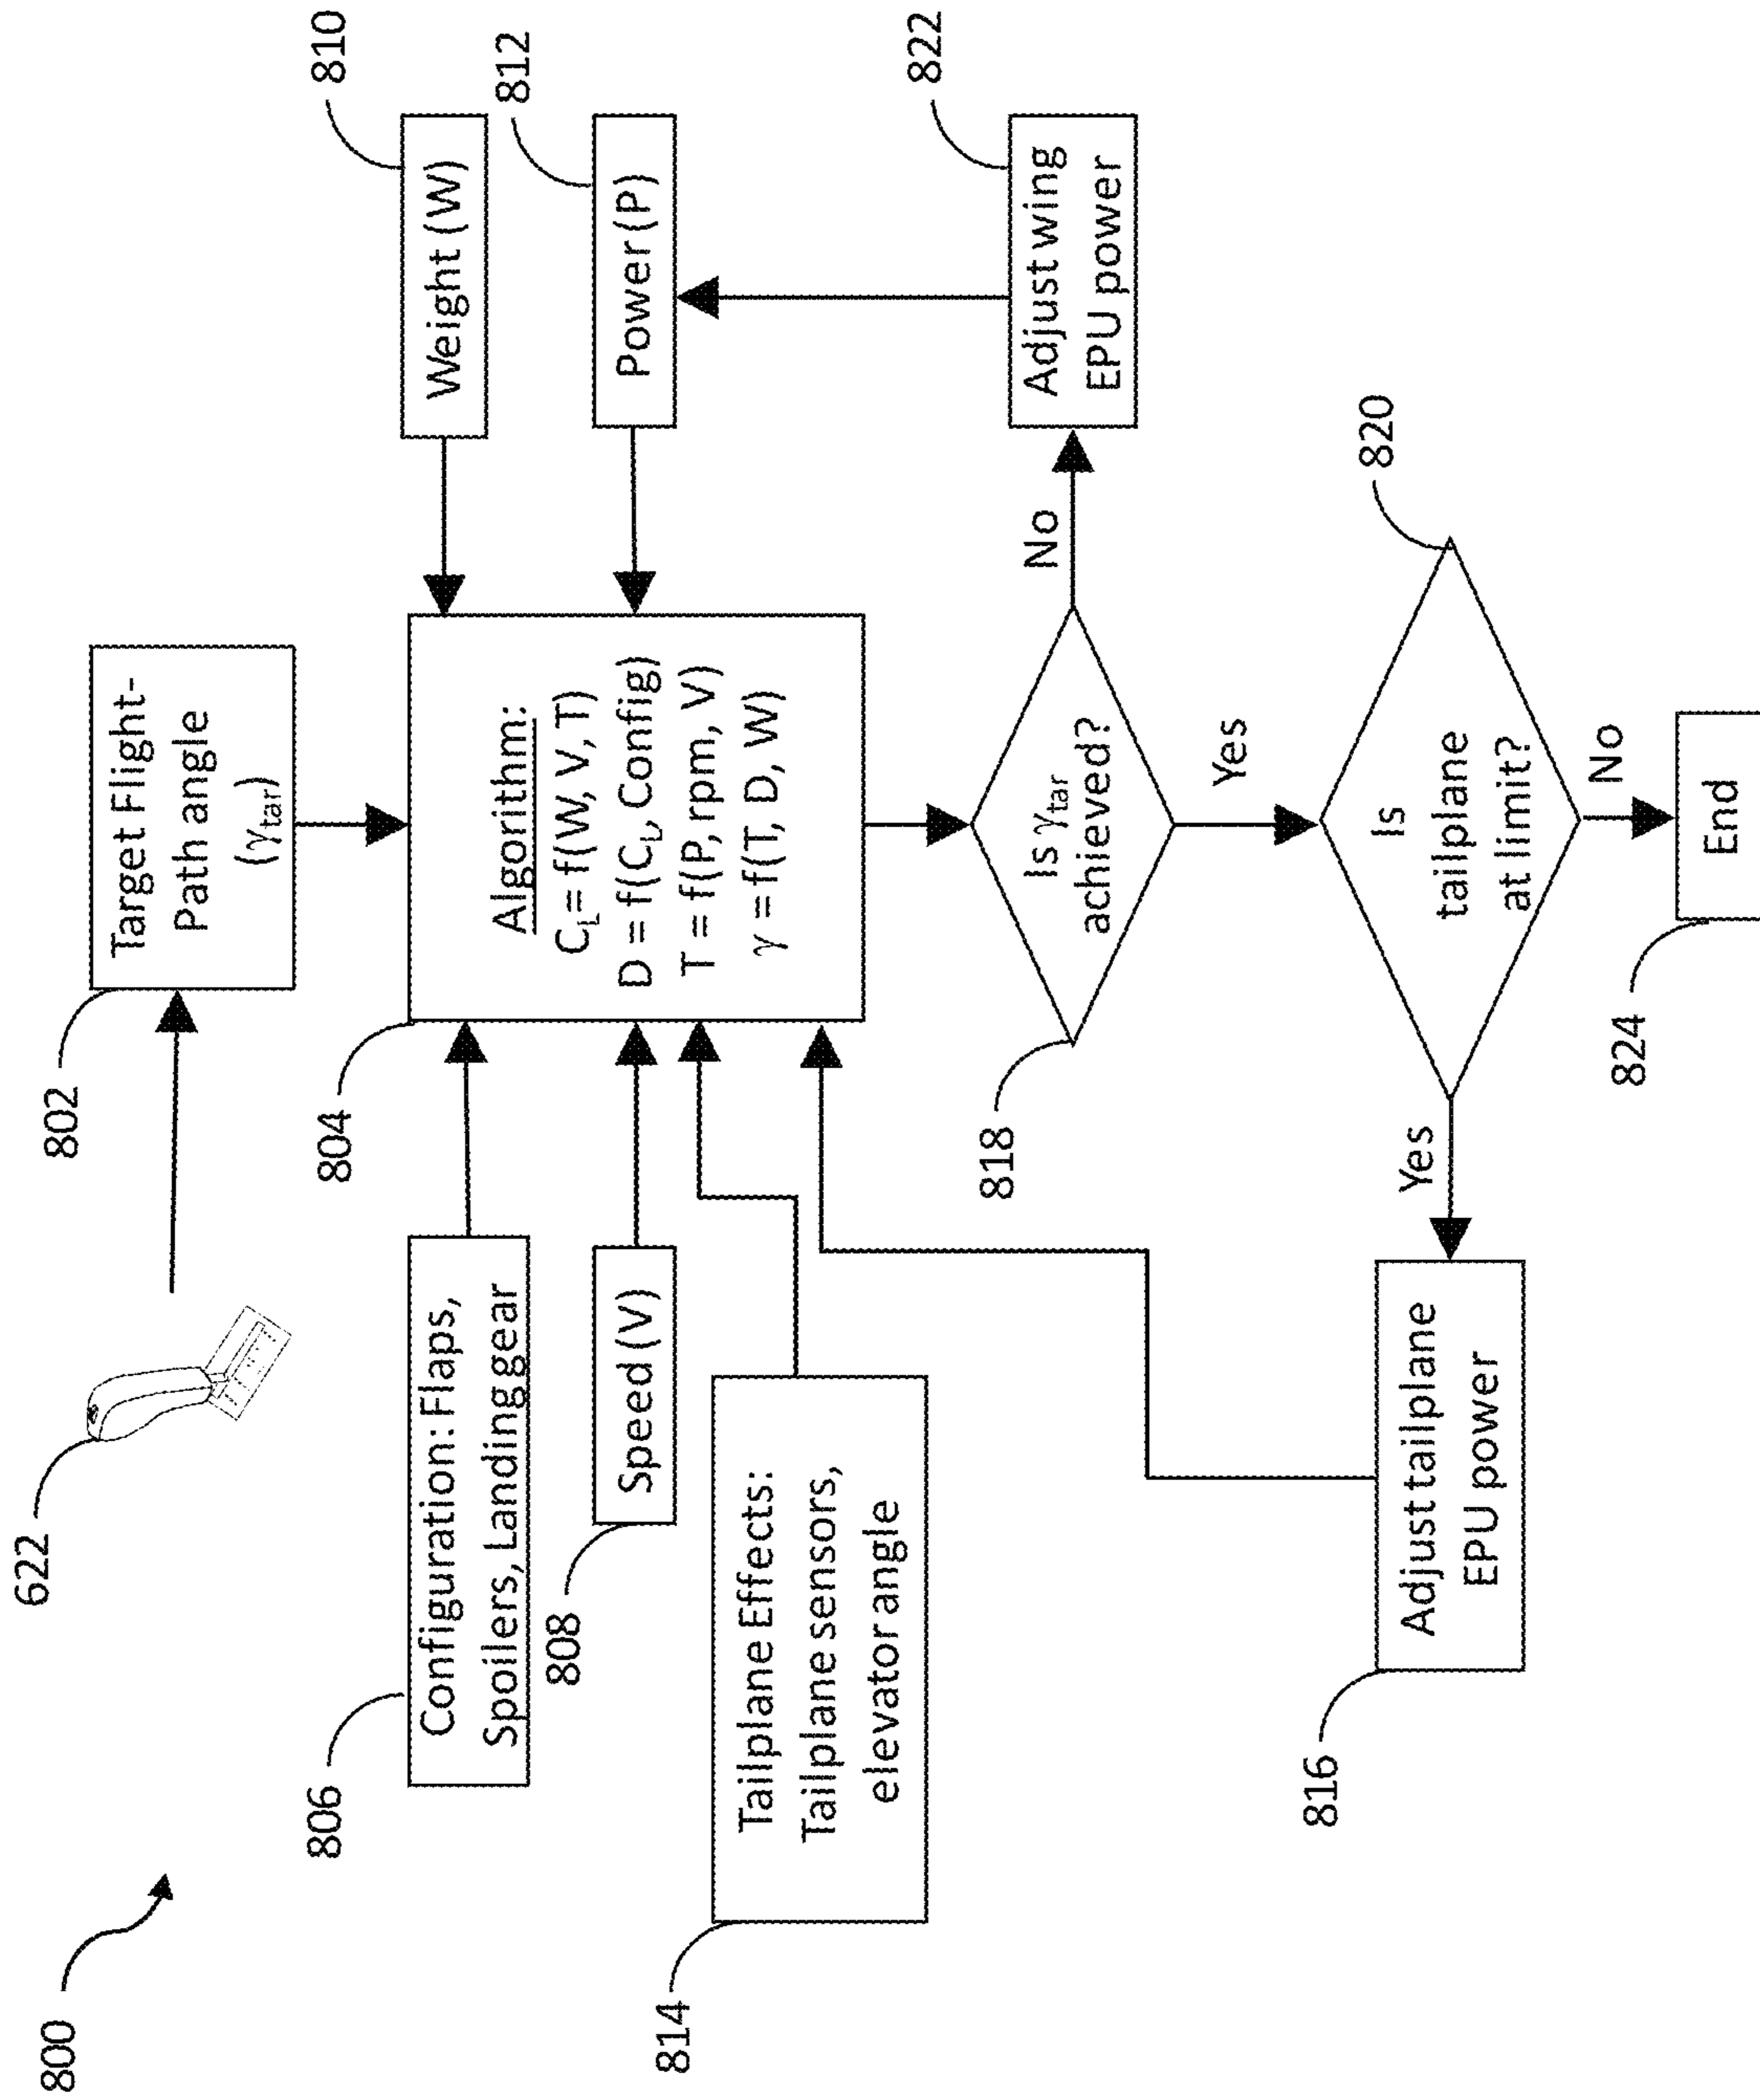 800
622
802
Target Flight-
Path angle
(γtar)
804
Algorithm:
CL= f(W, V, T)
D = f(CL, Config)
T = f(P, rpm, V)
γ = f(T, D, W)
806
Configuration: Flaps,
Spoilers, Landing gear
808
Speed (V)
814
Tailplane Effects:
Tailplane sensors,
elevator angle
810
Weight (W)
812
Power (P)
818
Is γtar
achieved?
No
822
Adjust wing
EPU power
Yes
820
Is
tailplane
at limit?
Yes
816
Adjust tailplane
EPU power
No
824
End